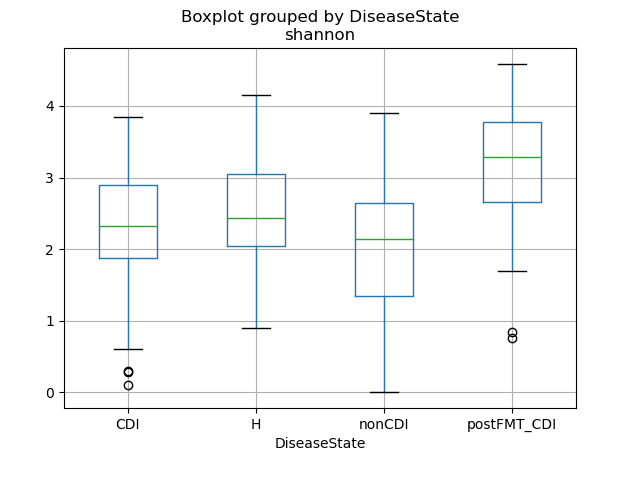 Boxplot grouped by DiseaseState
shannon
4
3
2
1
0
CDI H nonCDI postFMT_CDI
DiseaseState